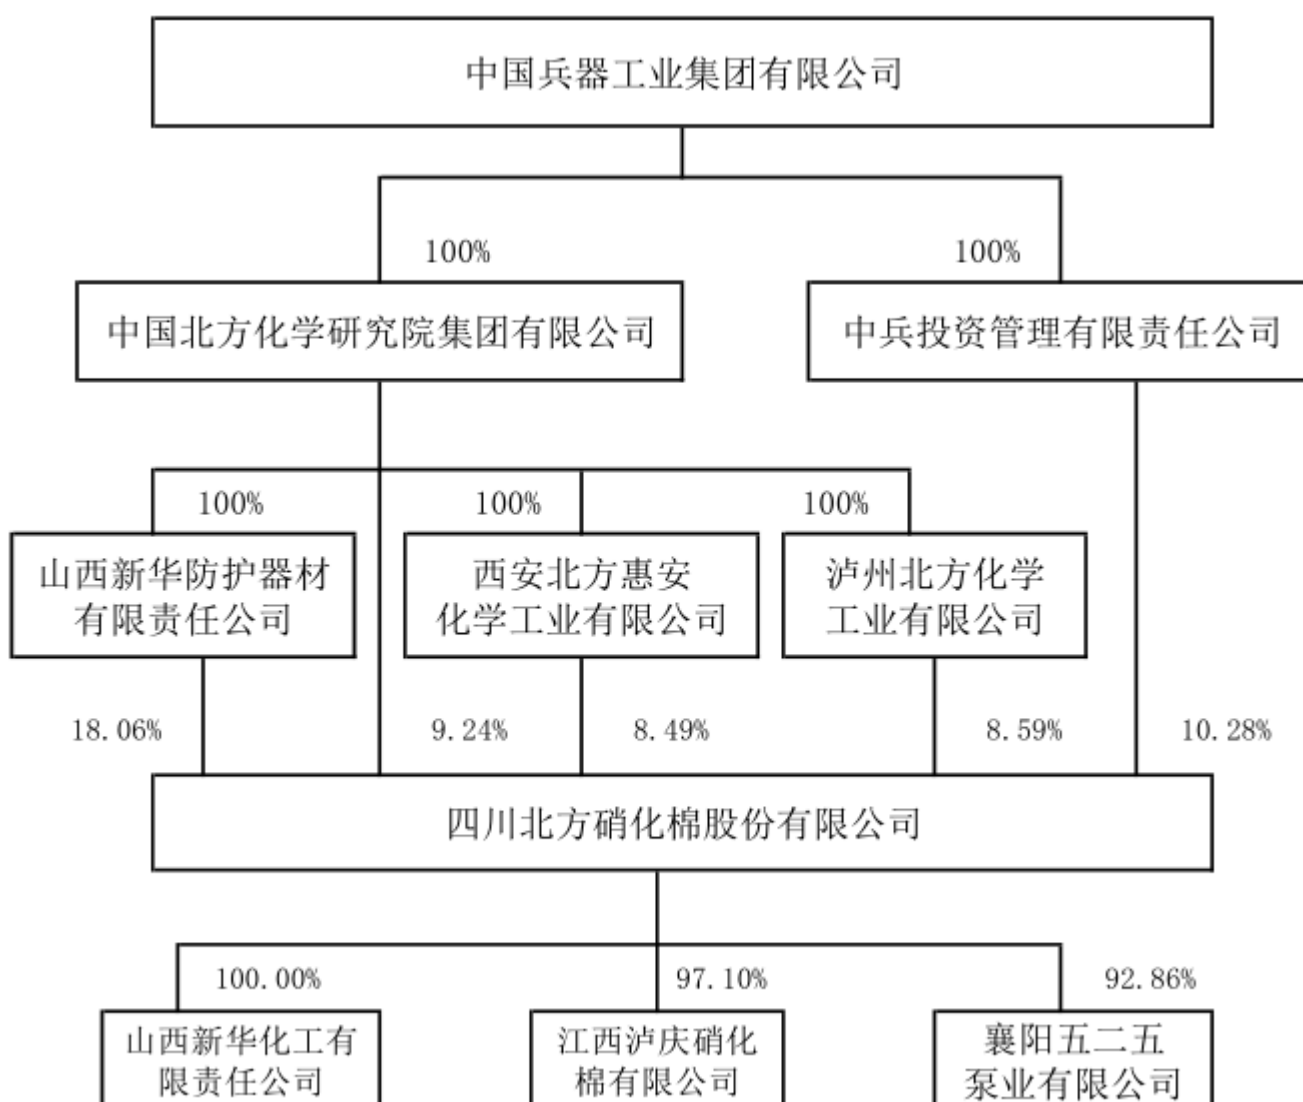 中国兵器工业集团有限公司
100%
100%
中国北方化学研究院集团有限公司
中兵投资管理有限责任公司
100%
100%
100%
山西新华防护器材
有限责任公司
西安北方惠安
化学工业有限公司
泸州北方化学
工业有限公司
18.06%
9.24%
8.49%
8.59%
10.28%
四川北方硝化棉股份有限公司
100.00%
97.10%
92.86%
山西新华化工有
限责任公司
江西泸庆硝化
棉有限公司
襄阳五二五
泵业有限公司